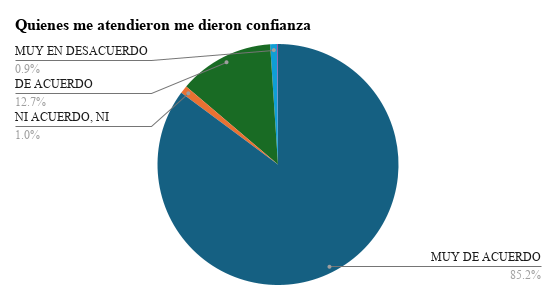 Quienes me atendieron me dieron confianza
MUY EN DESACUERDO
0.9%
DE ACUERDO
12.7%
NI ACUERDO, NI
1.0%
MUY DE ACUERDO
85.2%